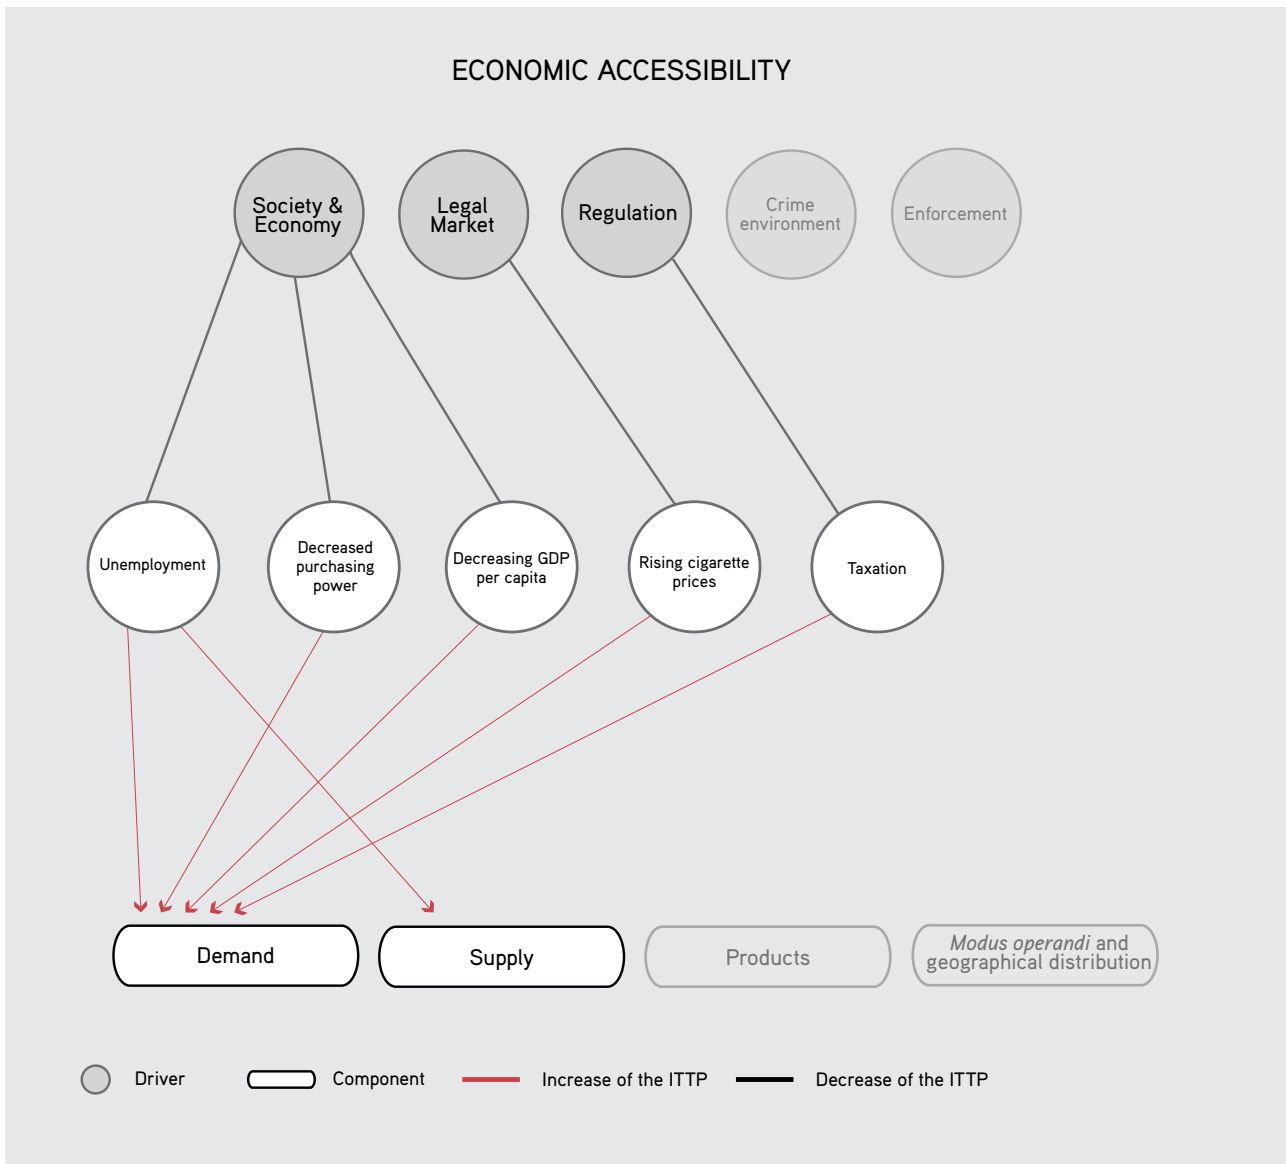 ECONOMIC ACCESSIBILITY
Society &
Economy
Legal
Market
Regulation
Crime
environment
Enforcement
Unemployment
Decreased
purchasing
power
Decreasing GDP
per capita
Rising cigarette
prices
Taxation
Demand
Supply
Products
Modus operandi and
geographical distribution
Driver
Component
Increase of the ITTP
Decrease of the ITTP